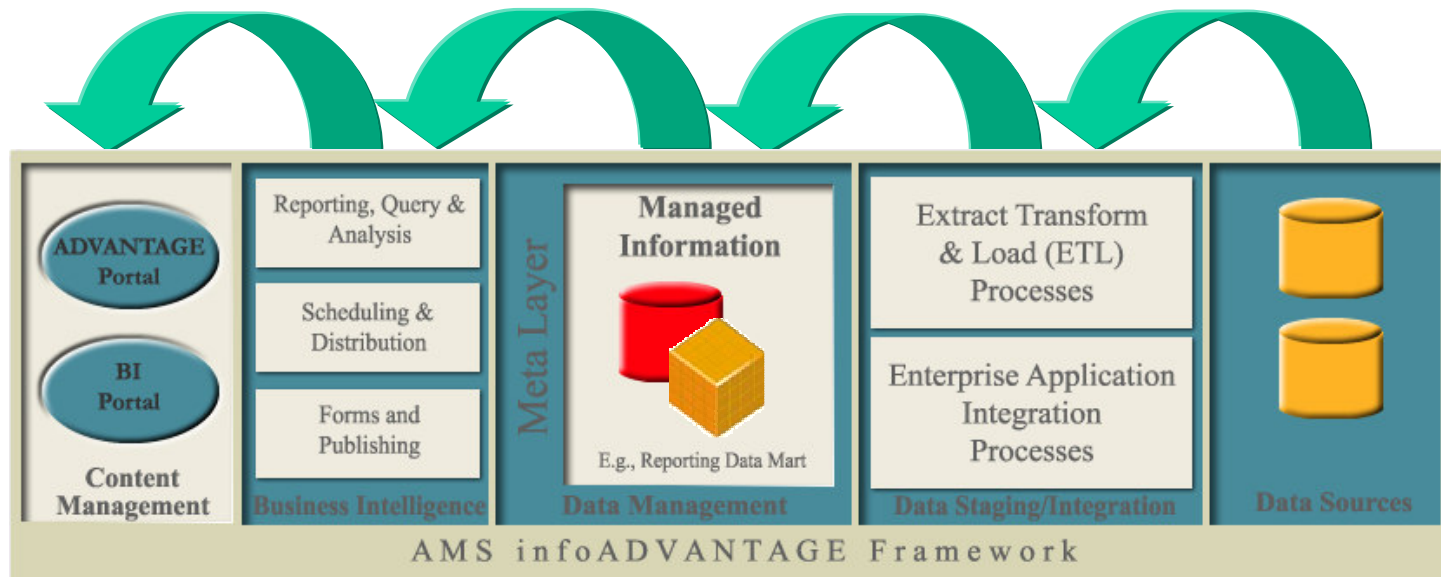 ADVANTAGE
Portal
BI
Portal
Content
Management
Reporting, Query &
Analysis
Scheduling &
Distribution
Forms and
Publishing
Business Intelligence
Meta Layer
Managed
Information
E.g., Reporting Data Mart
Data Management
Extract Transform
& Load (ETL)
Processes
Enterprise Application
Integration
Processes
Data Staging/Integration
Data Sources
AMS infoADVANTAGE Framework